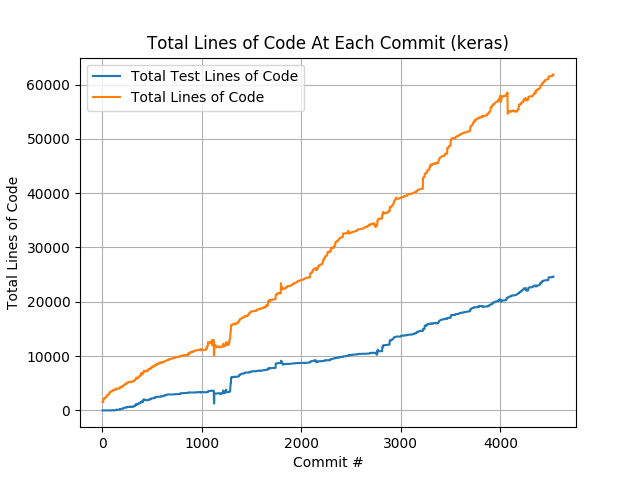 Total Lines of Code At Each Commit (keras)
Total Test Lines of Code
Total Lines of Code
Total Lines of Code
60000
50000
40000
30000
20000
10000
0
0 1000 2000 3000 4000
Commit #